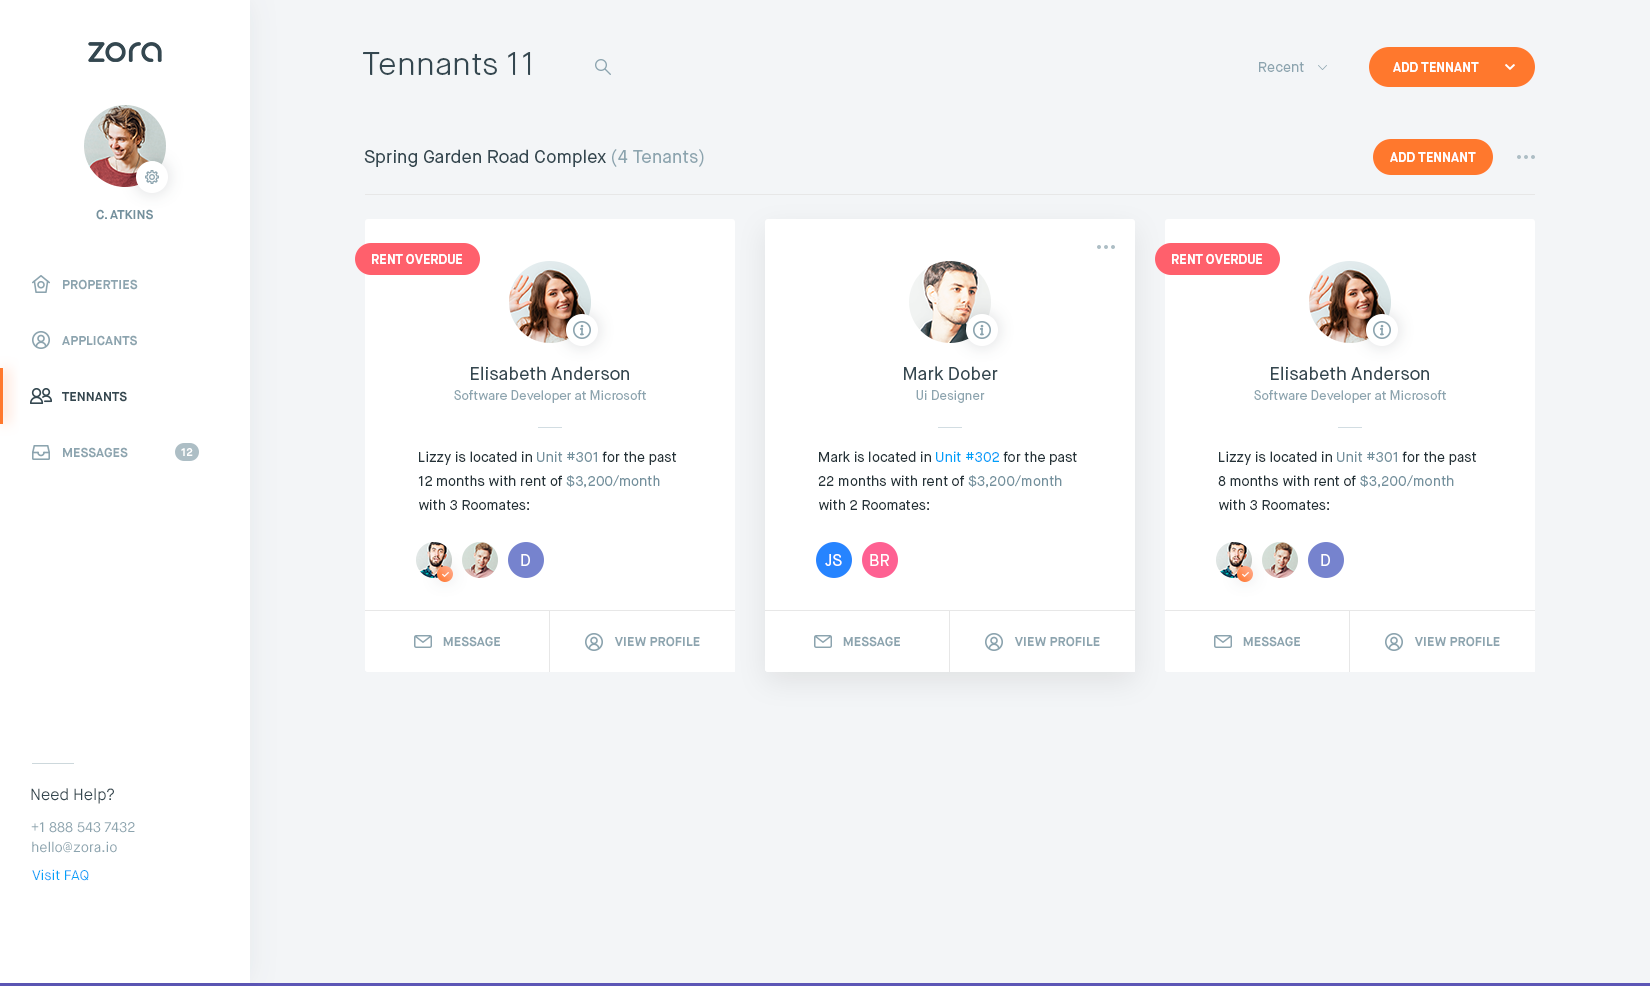 zora
C. ATKINS
PROPERTIES
APPLICANTS
TENNANTS
MESSAGES 12
Need Help?
+1 888 543 7432
hello@zora.io
Visit FAQ
Tennants 11
Recent
ADD TENNANT
Spring Garden Road Complex (4 Tenants)
ADD TENNANT
RENT OVERDUE
Elisabeth Anderson
Software Developer at Microsoft
Lizzy is located in Unit #301 for the past
12 months with rent of $3,200/month
with 3 Roomates:
D
MESSAGE
VIEW PROFILE
Mark Dober
Ui Designer
Mark is located in Unit #302 for the past
22 months with rent of $3,200/month
with 2 Roomates:
JS BR
MESSAGE
VIEW PROFILE
RENT OVERDUE
Elisabeth Anderson
Software Developer at Microsoft
Lizzy is located in Unit #301 for the past
8 months with rent of $3,200/month
with 3 Roomates:
D
MESSAGE
VIEW PROFILE